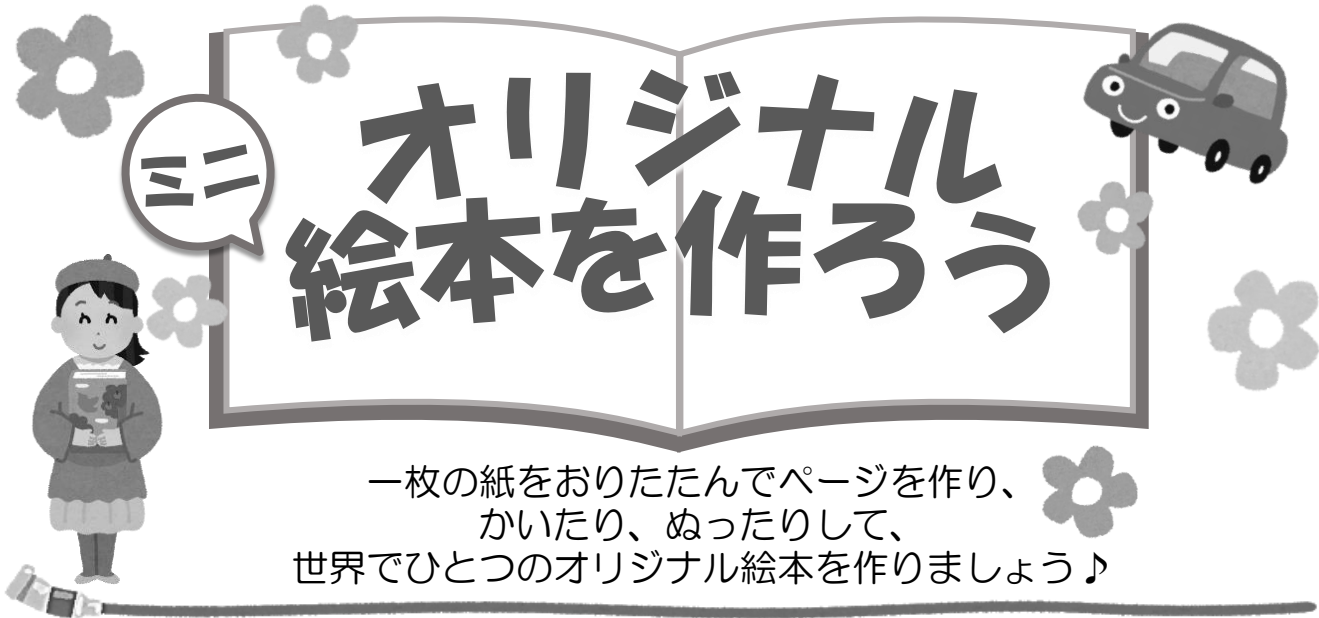 ミニ
オリジナル
絵本を作ろう
一枚の紙をおりたたんでページを作り、
かいたり、ぬったりして、
世界でひとつのオリジナル絵本を作りましょう♪